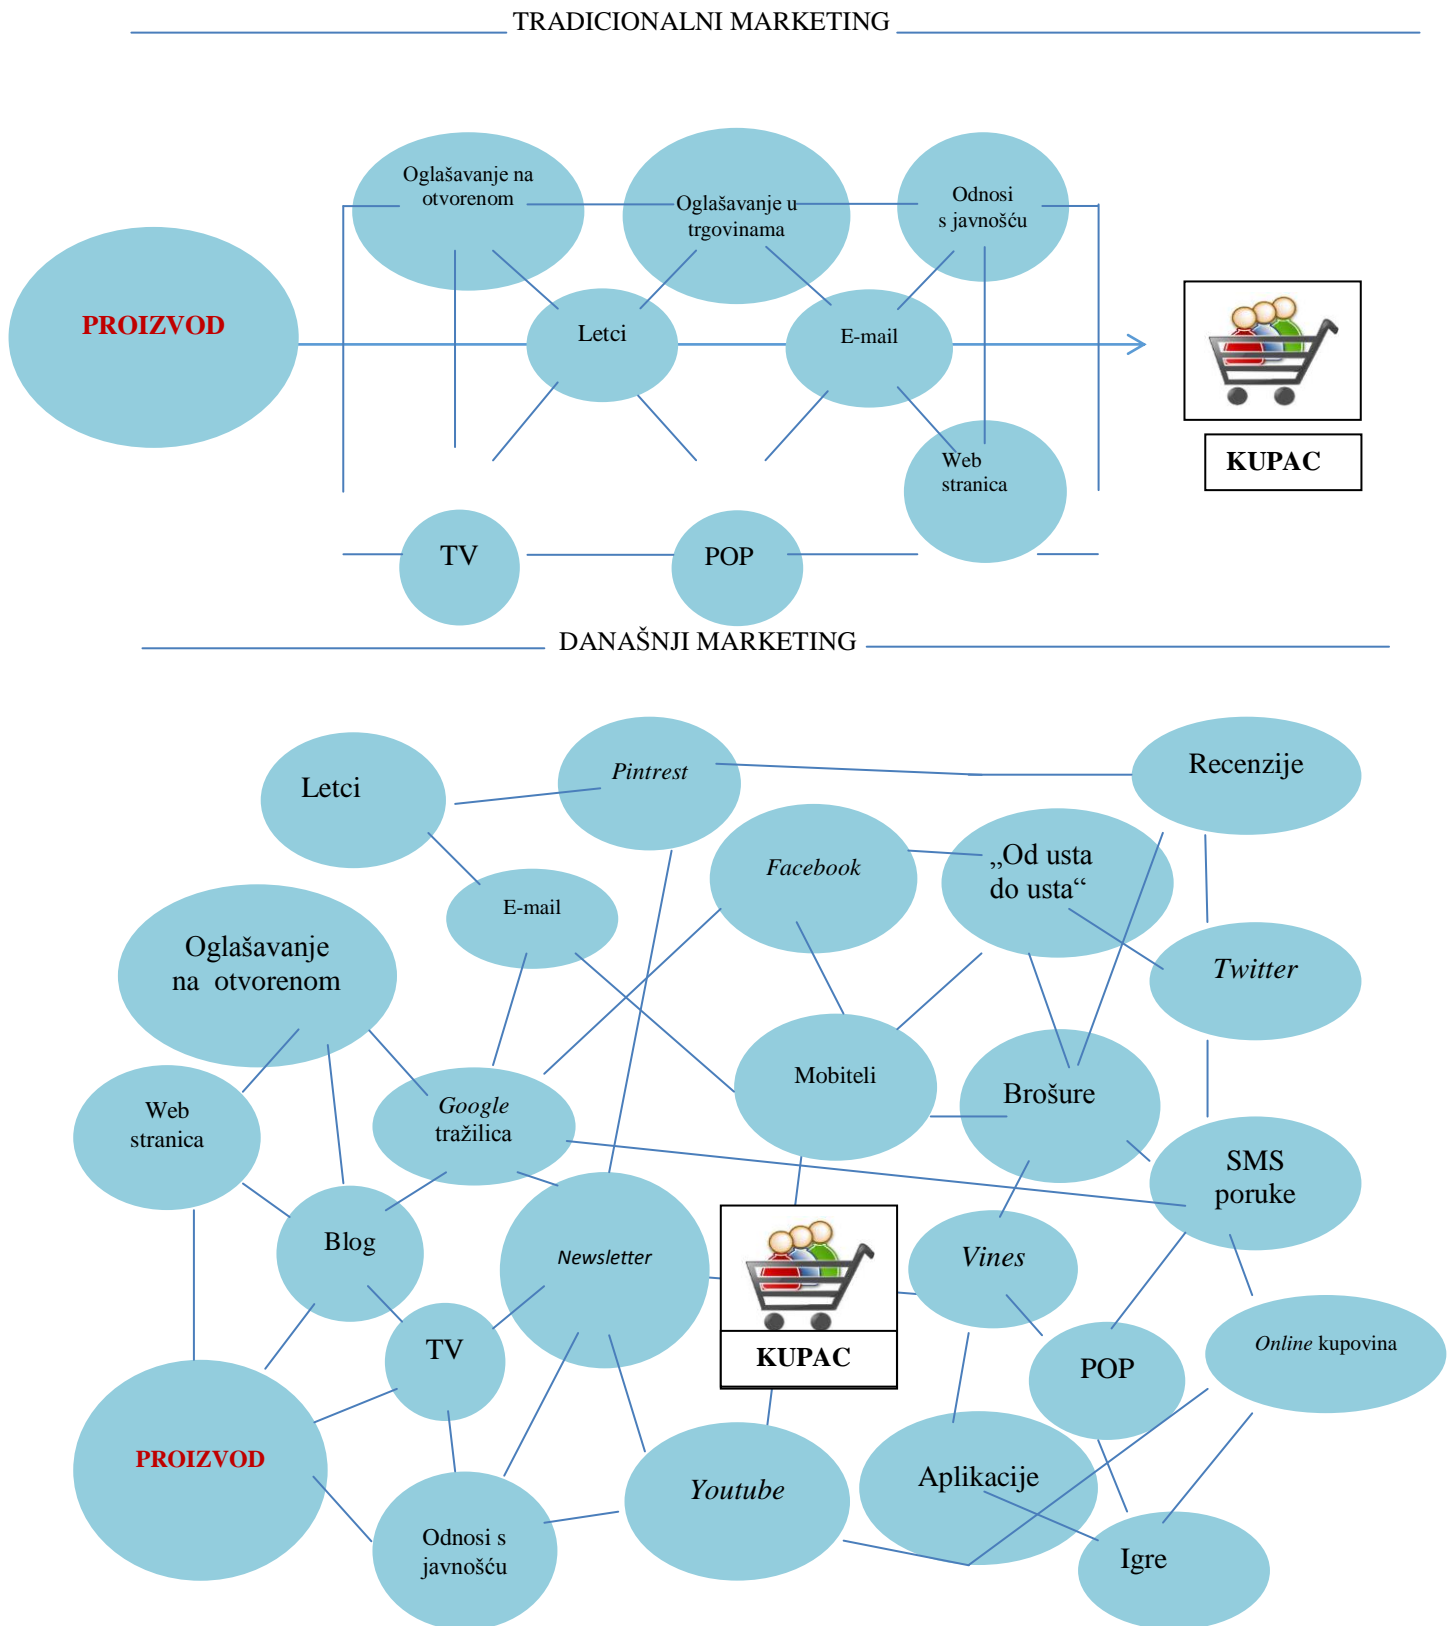 TRADICIONALNI MARKETING
Oglašavanje na
otvorenom
Oglašavanje u
trgovinama
Odnosi
s javnošću
PROIZVOD
Letci
E-mail
KUPAC
Web
stranica
TV
POP
DANAŠNJI MARKETING
Letci
Pintrest
Recenzije
Facebook
„Od usta
do usta“
E-mail
Oglašavanje
na otvorenom
Twitter
Mobiteli
Brošure
Web
stranica
Google
tražilica
SMS
poruke
Blog
Newsletter
Vines
KUPAC
TV
POP
Online kupovina
PROIZVOD
Youtube
Aplikacije
Odnosi s
javnošću
Igre